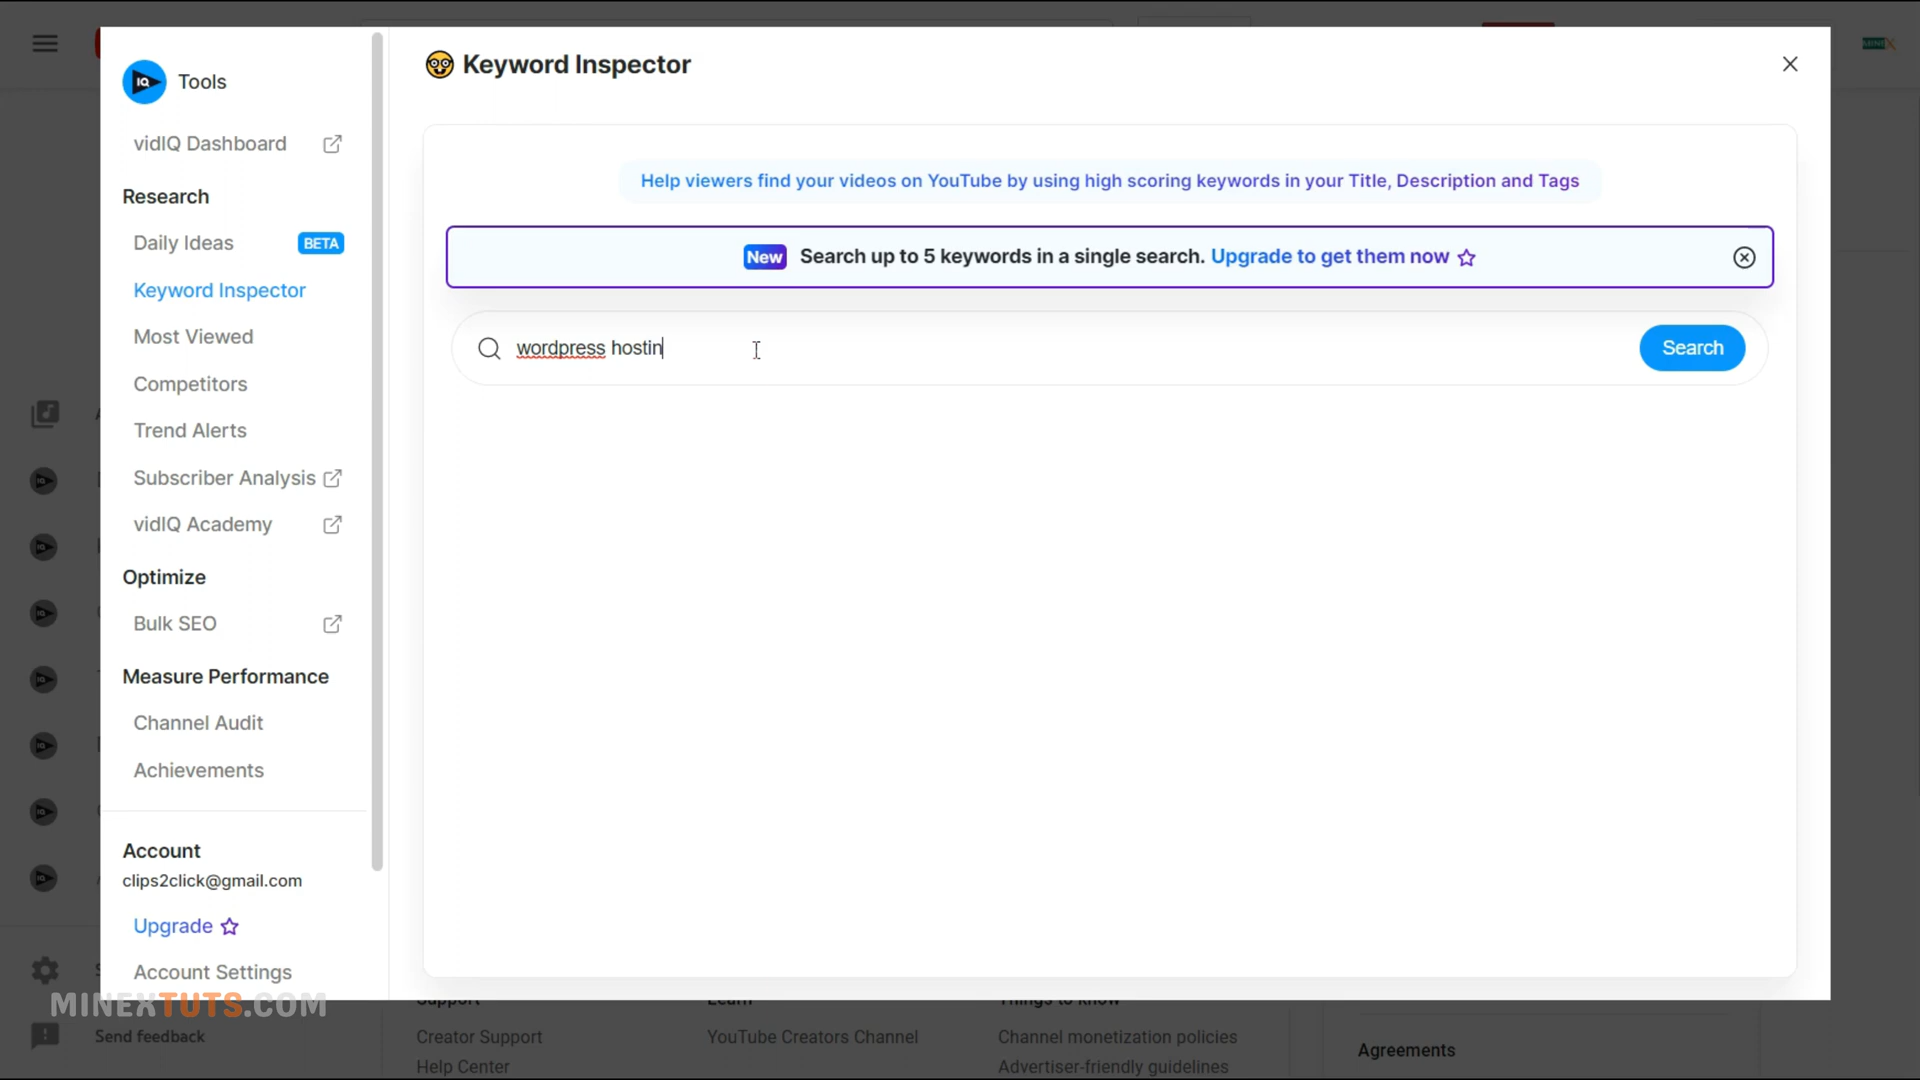 Tools
vidIQ Dashboard
Research
Daily Ideas BETA
Keyword Inspector
Most Viewed
Competitors
Trend Alerts
Subscriber Analysis
vidIQ Academy
Optimize
Bulk SEO
Measure Performance
Channel Audit
Achievements
Account
clips2click@gmail.com
Upgrade
Account Settings
Keyword Inspector
Help viewers find your videos on YouTube by using high scoring keywords in your Title, Description and Tags
New Search up to 5 keywords in a single search. Upgrade to get them now
wordpress hostin
Search
MINEXTUTS.COM
Send feedback
Support
Creator Support
Help Center
Learn
YouTube Creators Channel
Things to know
Channel monetization policies
Advertiser-friendly guidelines
Agreements